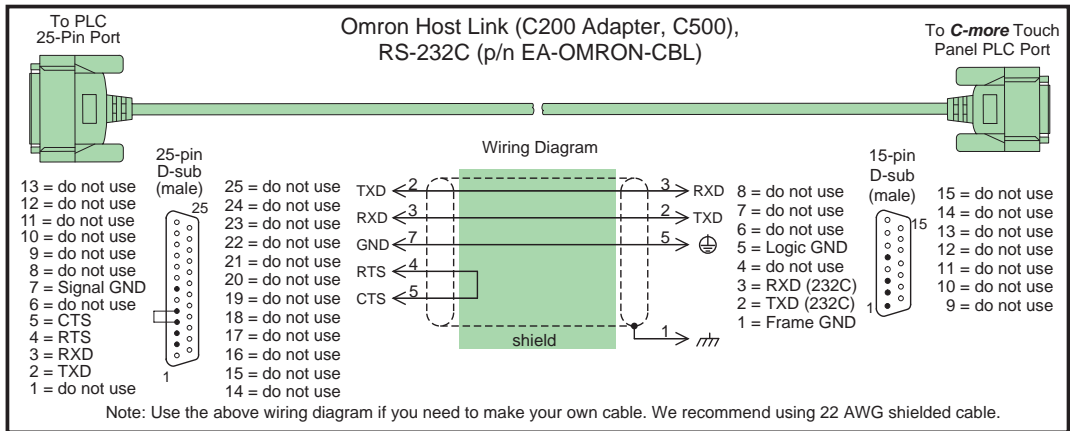 To PLC
25-Pin Port
Omron Host Link (C200 Adapter, C500),
RS-232C (p/n EA-OMRON-CBL)
To C-more Touch
Panel PLC Port
Wiring Diagram
25-pin
D-sub
(male)
13 = do not use
12 = do not use
11 = do not use
10 = do not use
9 = do not use
8 = do not use
7 = Signal GND
6 = do not use
5 = CTS
4 = RTS
3 = RXD
2 = TXD
1 = do not use
25
1
25 = do not use
24 = do not use
23 = do not use
22 = do not use
21 = do not use
20 = do not use
19 = do not use
18 = do not use
17 = do not use
16 = do not use
15 = do not use
14 = do not use
TXD 2 3 RXD
RXD 3 2 TXD
GND 7 5
RTS 4
CTS 5
shield
1
8 = do not use
7 = do not use
6 = do not use
5 = Logic GND
4 = do not use
3 = RXD (232C)
2 = TXD (232C)
1 = Frame GND
15-pin
D-sub
(male)
15
1
15 = do not use
14 = do not use
13 = do not use
12 = do not use
11 = do not use
10 = do not use
9 = do not use
Note: Use the above wiring diagram if you need to make your own cable. We recommend using 22 AWG shielded cable.